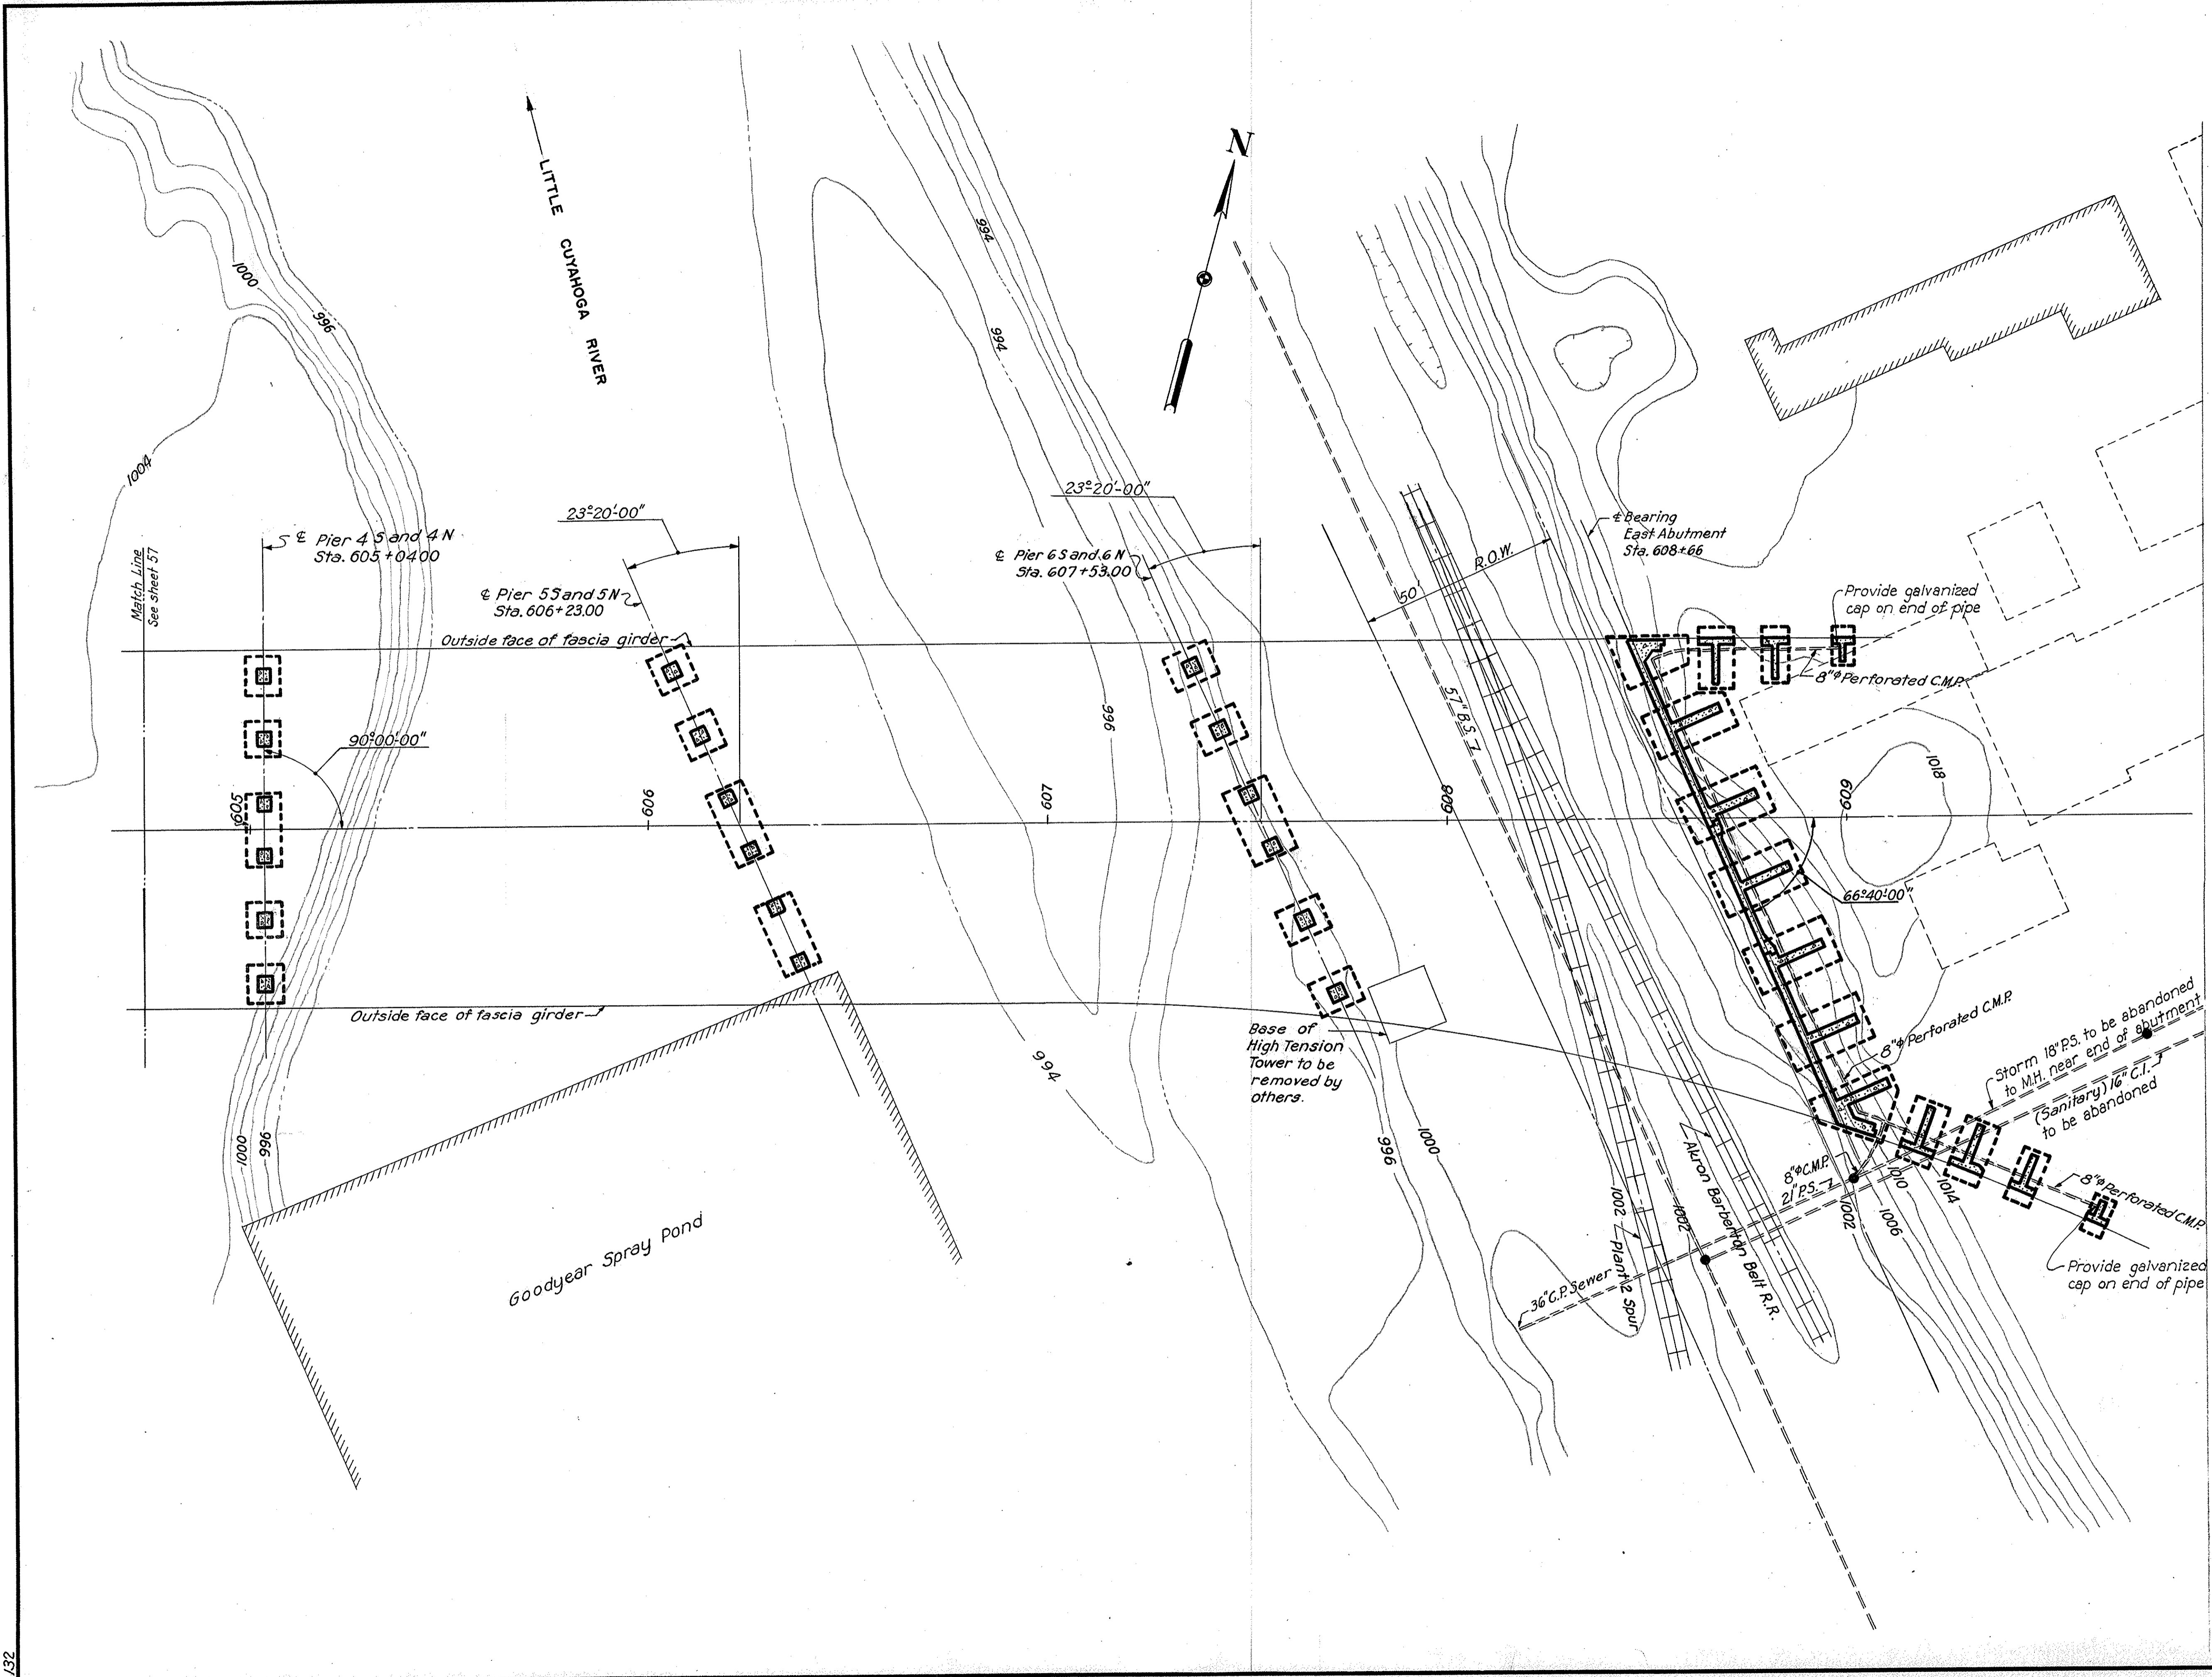 N
LITTLE CUYAHOGA RIVER
1000
996
994
994
1004
Match Line
See sheet 57
℄ Pier 4 S and 4 N
Sta. 605+04.00
23°-20'-00"
℄ Pier 5 S and 5 N
Sta. 606+23.00
23°-20'-00"
℄ Pier 6 S and 6 N
Sta. 607+53.00
℄ Bearing
East Abutment
Sta. 608+66
R.O.W.
50'
Provide galvanized
cap on end of pipe
8"ø Perforated C.M.P.
Outside face of fascia girder
57" B.S.
996
90°-00'-00"
605
606
607
608
609
1018
66°-40'-00"
Outside face of fascia girder
Base of
High Tension
Tower to be
removed by
others.
994
8"ø Perforated C.M.P.
Storm 18" P.S. to be abandoned
to M.H. near end of abutment
(Sanitary) 16" C.I.
to be abandoned
1000
996
996
1000
8"ø C.M.P.
21" P.S.
1010
1014
1002
1006
8"ø Perforated C.M.P.
1002
1002
Plant 2 Spur
Akron Barberton Belt R.R.
36" C.P. Sewer
Goodyear Spray Pond
Provide galvanized
cap on end of pipe
132